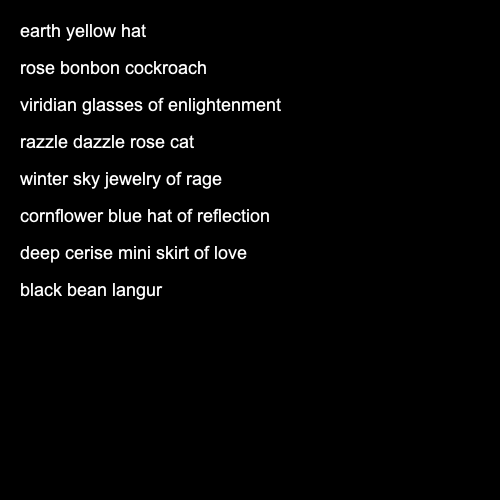 earth yellow hat
rose bonbon cockroach
viridian glasses of enlightenment
razzle dazzle rose cat
winter sky jewelry of rage
cornflower blue hat of reflection
deep cerise mini skirt of love
black bean langur